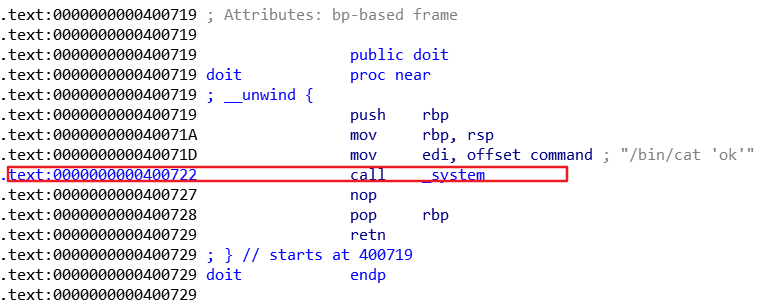 .text:0000000000400719 ; Attributes: bp-based frame
.text:0000000000400719
.text:0000000000400719 public doit
.text:0000000000400719 doit proc near
.text:0000000000400719 ; __unwind {
.text:0000000000400719 push rbp
.text:000000000040071A mov rbp, rsp
.text:000000000040071D mov edi, offset command ; "/bin/cat 'ok'"
.text:0000000000400722 call _system
.text:0000000000400727 nop
.text:0000000000400728 pop rbp
.text:0000000000400729 retn
.text:0000000000400729 ; } // starts at 400719
.text:0000000000400729 doit endp
.text:0000000000400729